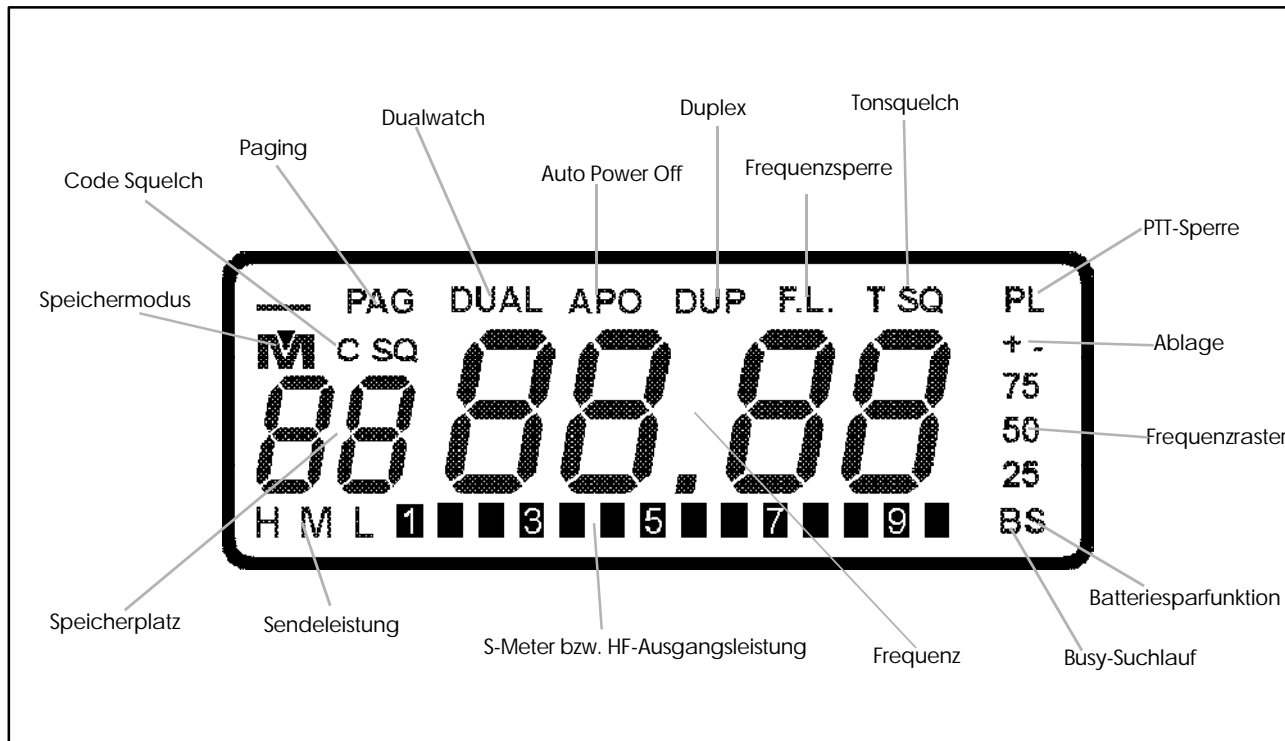 Tonsquelch
Duplex
Dualwatch
Paging
Frequenzsperre
Auto Power Off
Code Squelch
PTT-Sperre
Speichermodus
PAG DUAL APO DUP F.L. T SQ PL
M C SQ + -
Ablage
75
88 88.88
50
Frequenzraster
25
H M L 1 3 5 7 9 BS
Batteriesparfunktion
Speicherplatz
Sendeleistung
S-Meter bzw. HF-Ausgangsleistung
Frequenz
Busy-Suchlauf